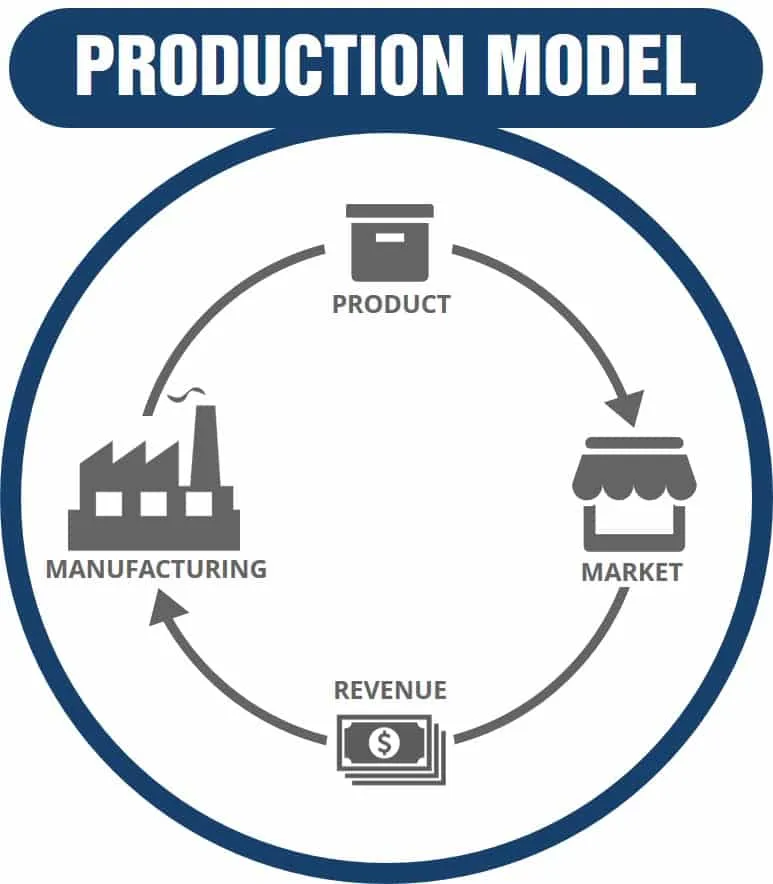 PRODUCTION MODEL
PRODUCT
MANUFACTURING
MARKET
REVENUE
$